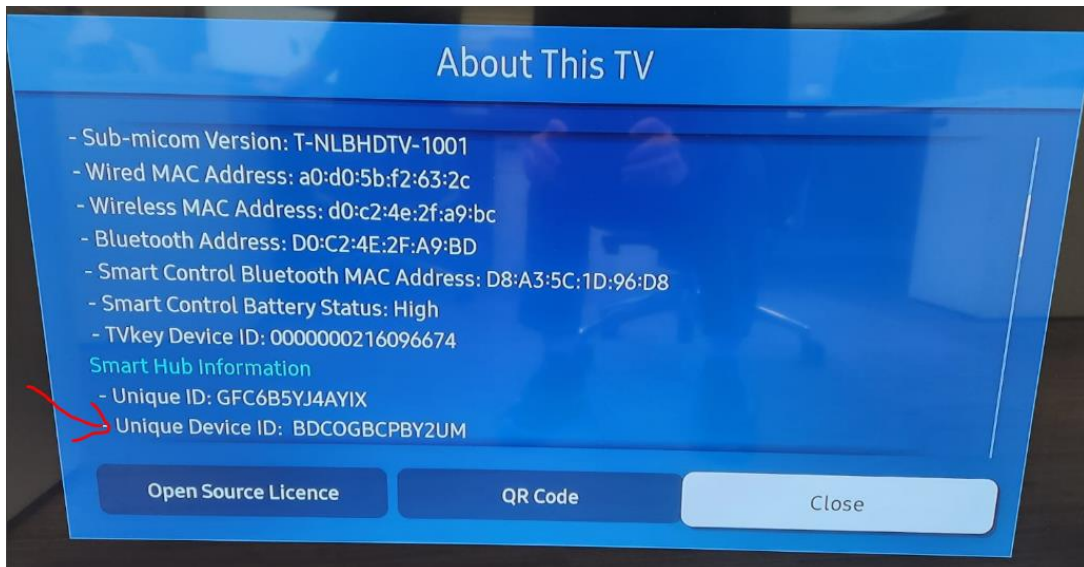 About This TV
- Sub-micom Version: T-NLBHDTV-1001
- Wired MAC Address: a0:d0:5b:f2:63:2c
- Wireless MAC Address: d0:c2:4e:2f:a9:bc
- Bluetooth Address: D0:C2:4E:2F:A9:BD
- Smart Control Bluetooth MAC Address: D8:A3:5C:1D:96:D8
- Smart Control Battery Status: High
- TVkey Device ID: 0000000216096674
Smart Hub Information
- Unique ID: GFC6B5YJ4AYIX
- Unique Device ID: BDCOGBCPBY2UM
Open Source Licence
QR Code
Close